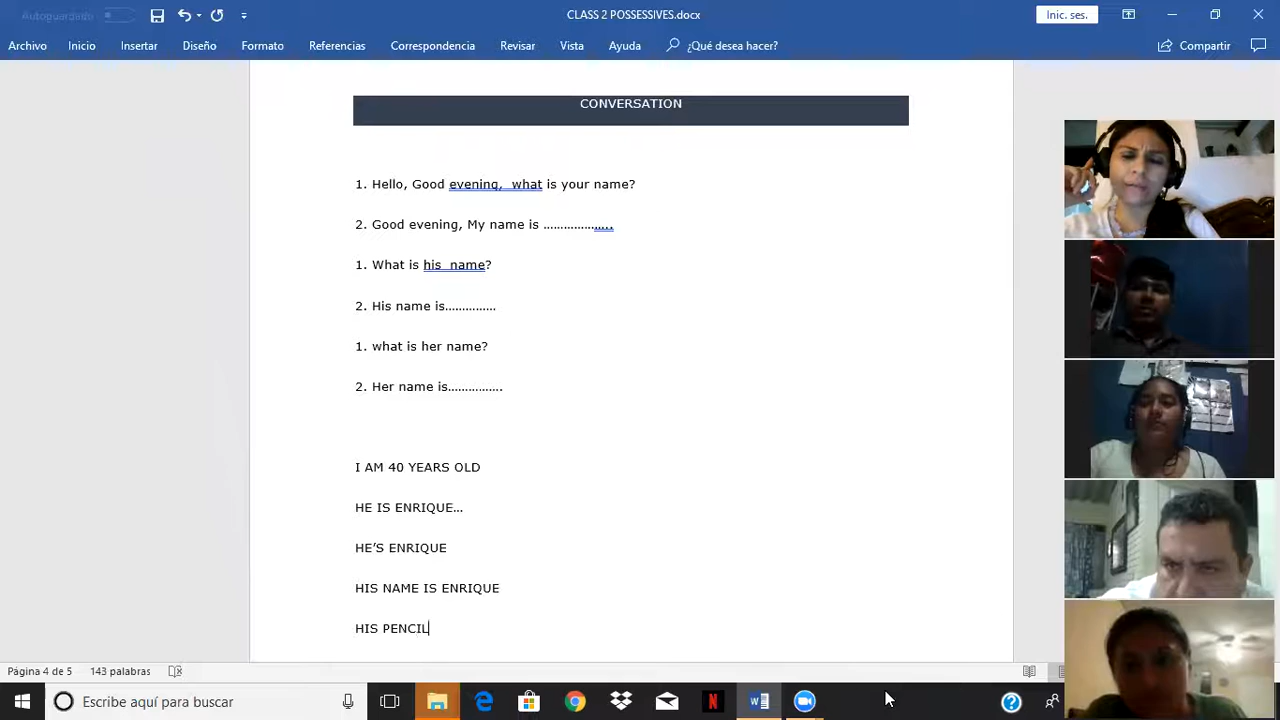 Autoguardado
CLASS 2 POSSESSIVES.docx
Inic. ses.
Archivo Inicio Insertar Diseño Formato Referencias Correspondencia Revisar Vista Ayuda ¿Qué desea hacer? Compartir
CONVERSATION
1. Hello, Good evening,  what is your name?
2. Good evening, My name is …………………..
1. What is his  name?
2. His name is……………
1. what is her name?
2. Her name is…………….
I AM 40 YEARS OLD
HE IS ENRIQUE…
HE’S ENRIQUE
HIS NAME IS ENRIQUE
HIS PENCIL
Página 4 de 5 143 palabras
Escribe aquí para buscar